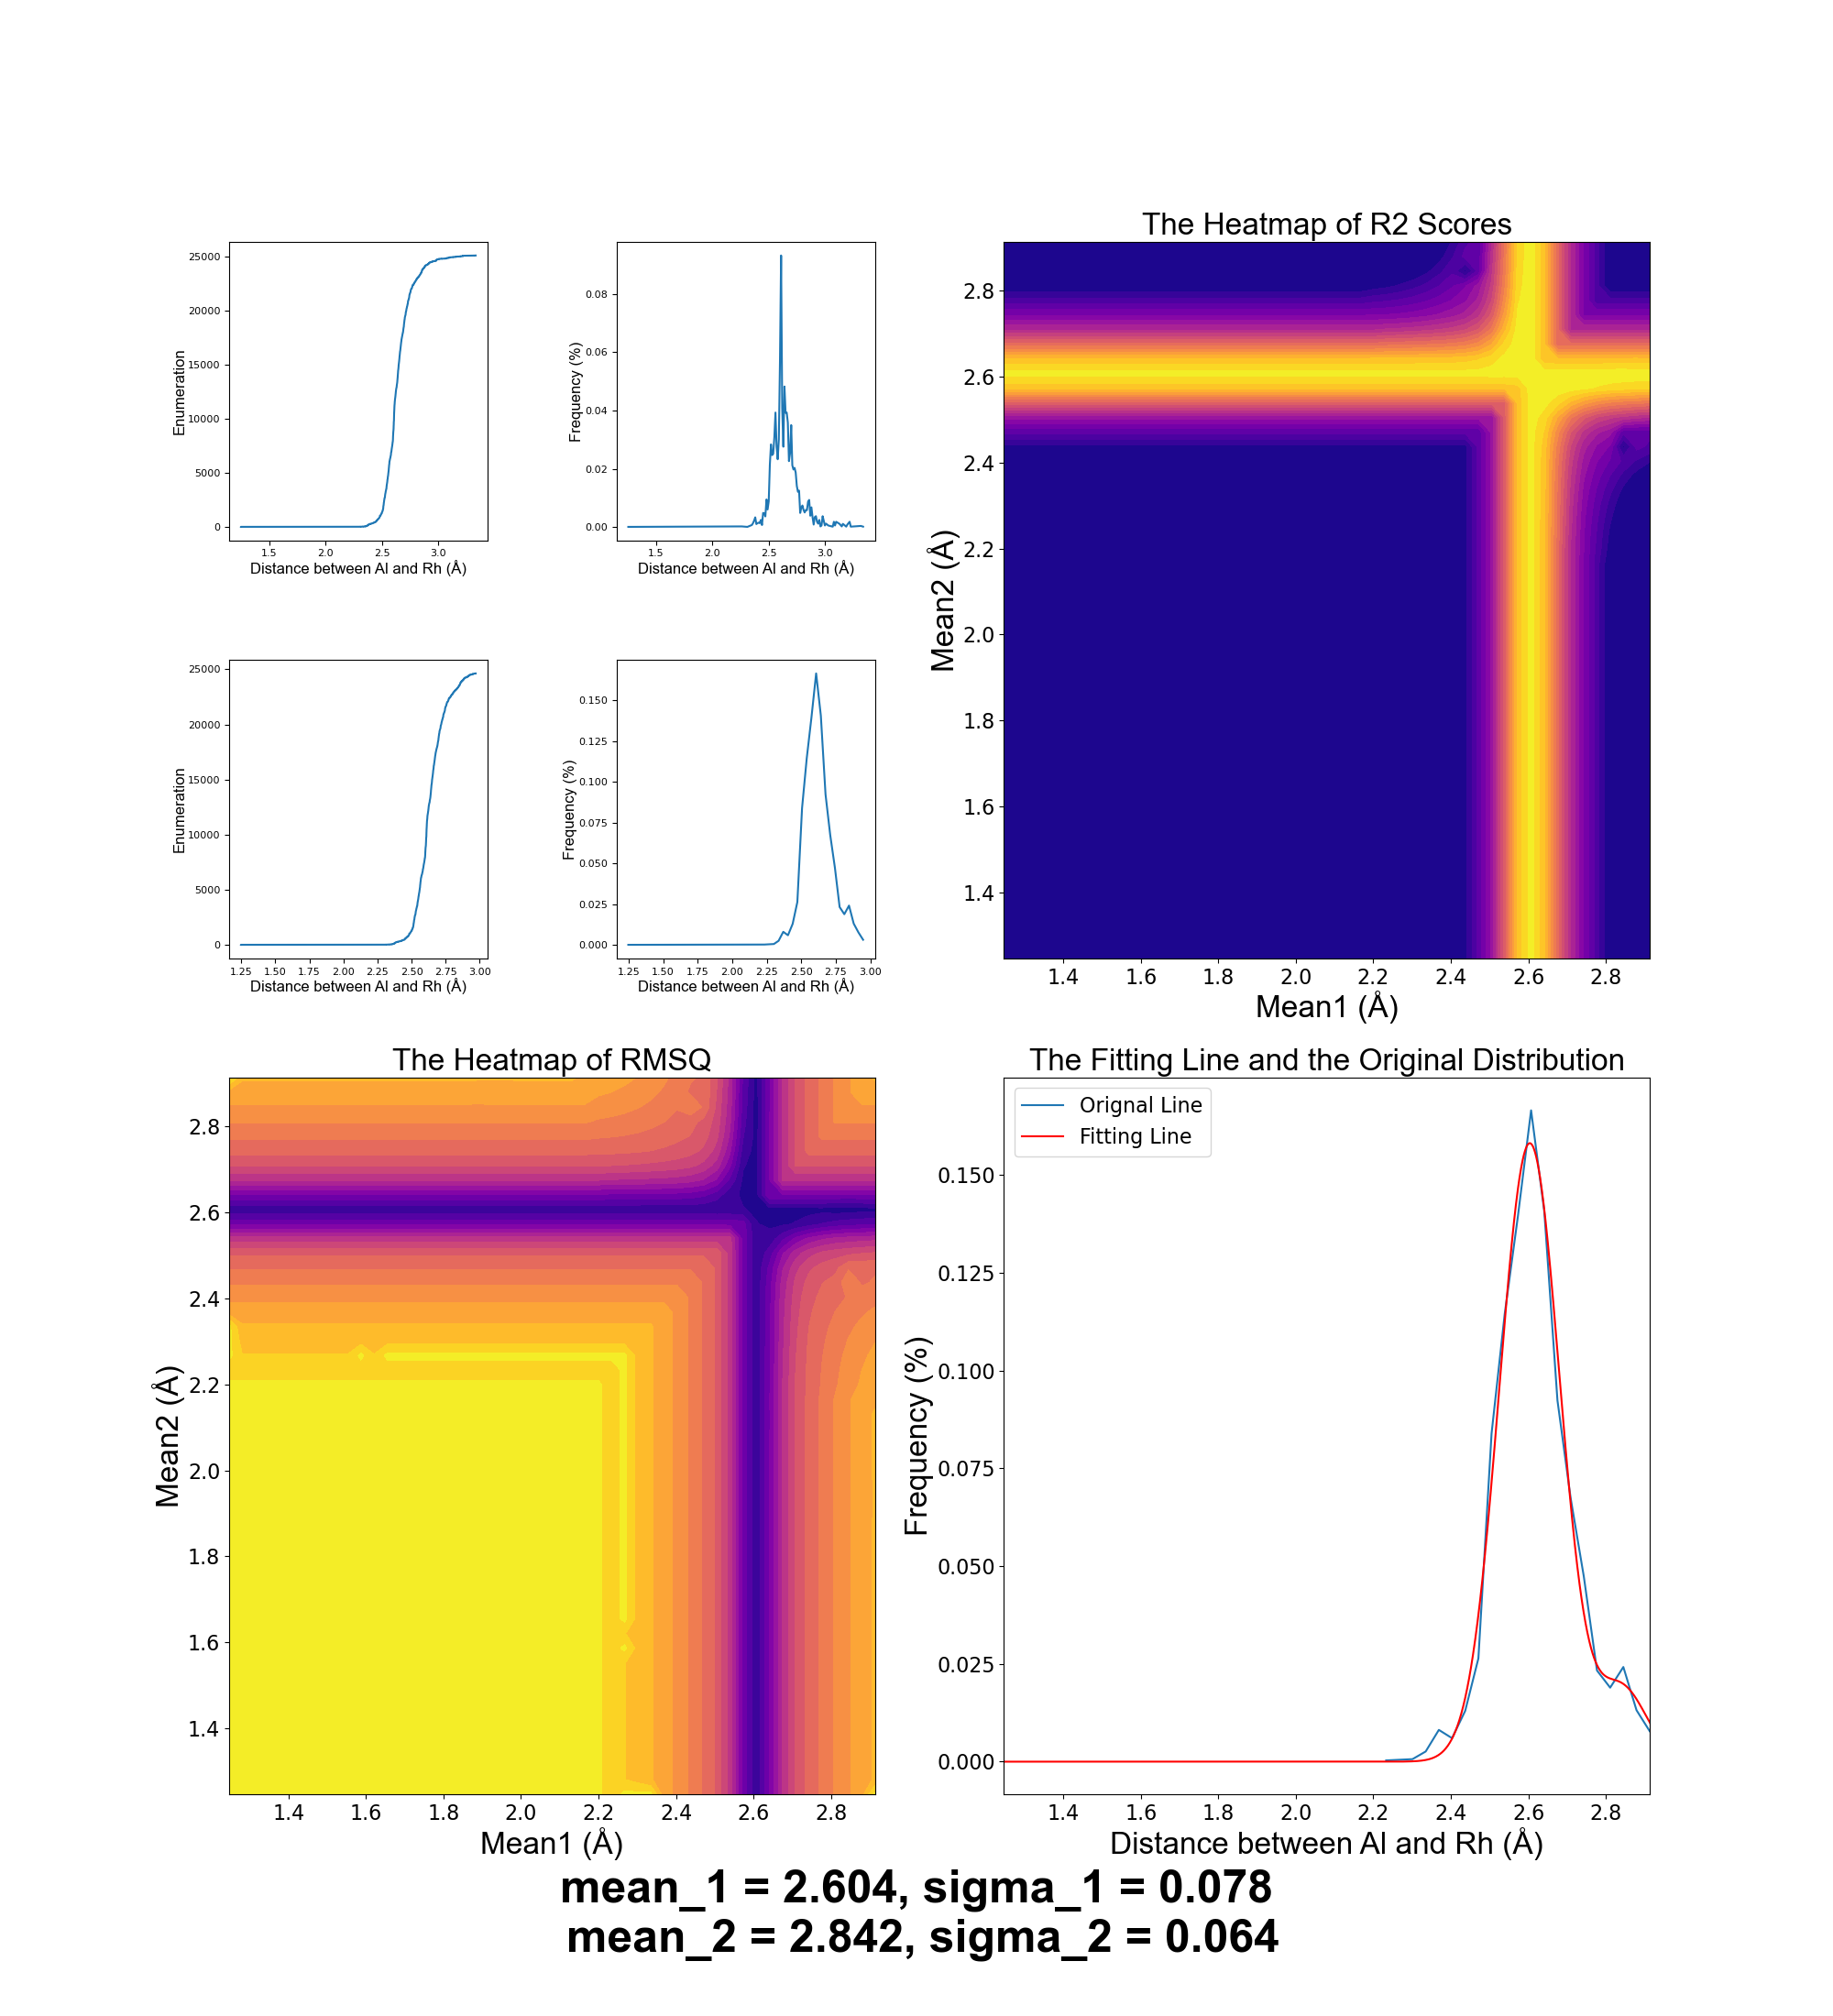 25000
20000
15000
10000
5000
0
Enumeration
1.5 2.0 2.5 3.0
Distance between Al and Rh (Å)
0.08
0.06
0.04
0.02
0.00
Frequency (%)
1.5 2.0 2.5 3.0
Distance between Al and Rh (Å)
The Heatmap of R2 Scores
2.8
2.6
2.4
2.2
2.0
1.8
1.6
1.4
Mean2 (Å)
1.4 1.6 1.8 2.0 2.2 2.4 2.6 2.8
Mean1 (Å)
25000
20000
15000
10000
5000
0
Enumeration
1.25 1.50 1.75 2.00 2.25 2.50 2.75 3.00
Distance between Al and Rh (Å)
0.150
0.125
0.100
0.075
0.050
0.025
0.000
Frequency (%)
1.25 1.50 1.75 2.00 2.25 2.50 2.75 3.00
Distance between Al and Rh (Å)
The Heatmap of RMSQ
2.8
2.6
2.4
2.2
2.0
1.8
1.6
1.4
Mean2 (Å)
1.4 1.6 1.8 2.0 2.2 2.4 2.6 2.8
Mean1 (Å)
The Fitting Line and the Original Distribution
Orignal Line
Fitting Line
0.150
0.125
0.100
0.075
0.050
0.025
0.000
Frequency (%)
1.4 1.6 1.8 2.0 2.2 2.4 2.6 2.8
Distance between Al and Rh (Å)
mean_1 = 2.604, sigma_1 = 0.078
mean_2 = 2.842, sigma_2 = 0.064